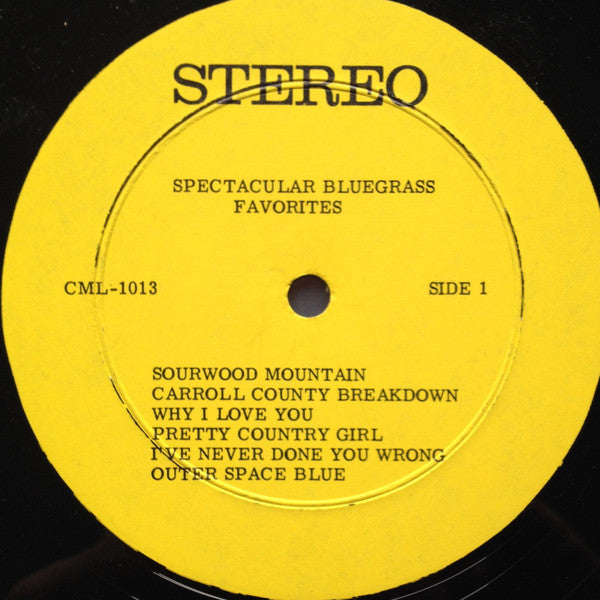 STEREO
SPECTACULAR BLUEGRASS
FAVORITES
CML-1013
SIDE 1
SOURWOOD MOUNTAIN
CARROLL COUNTY BREAKDOWN
WHY I LOVE YOU
PRETTY COUNTRY GIRL
I'VE NEVER DONE YOU WRONG
OUTER SPACE BLUE